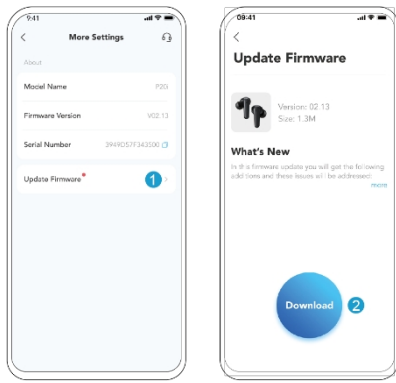 9:41
More Settings
About
Model Name P20i
Firmware Version V02.13
Serial Number 3949D57F343500
Update Firmware 1
09:41
Update Firmware
Version: 02.13
Size: 1.3M
What's New
In this firmware update you will get the following
additions and these issues will be addressed:
more
Download 2